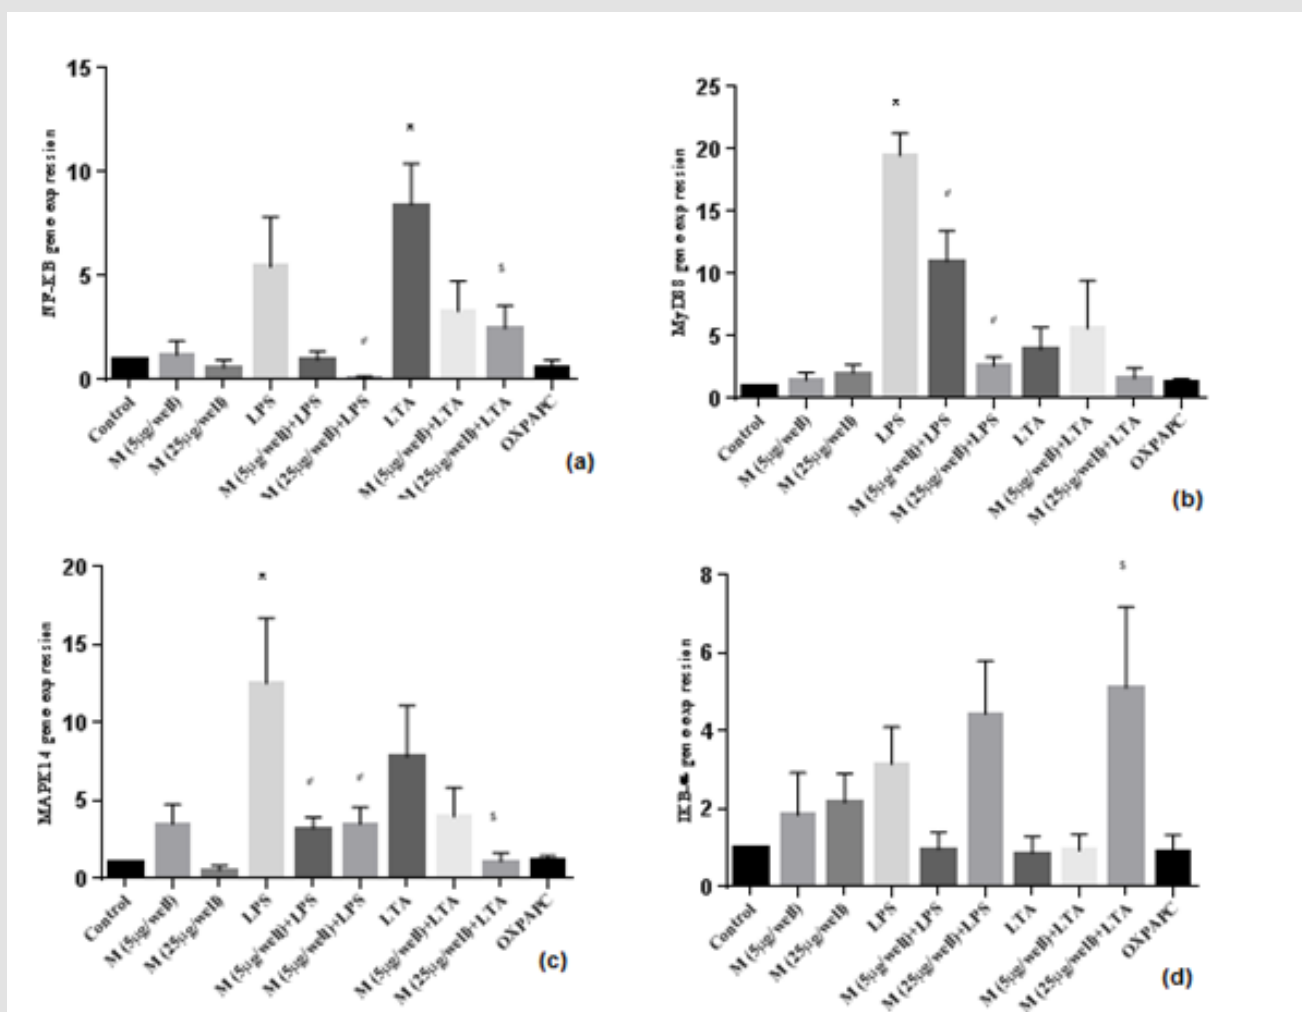 15
10
5
0
NF-KB gene expression
*
#
$
Control
M (5μg/well)
M (25μg/well)
LPS
M (5μg/well)+LPS
M (25μg/well)+LPS
LTA
M (5μg/well)+LTA
M (25μg/well)+LTA
OXPAPC
(a)
25
20
15
10
5
0
MyD88 gene expression
*
#
#
Control
M (5μg/well)
M (25μg/well)
LPS
M (5μg/well)+LPS
M (25μg/well)+LPS
LTA
M (5μg/well)+LTA
M (25μg/well)+LTA
OXPAPC
(b)
20
15
10
5
0
MAPK14 gene expression
*
#
#
$
Control
M (5μg/well)
M (25μg/well)
LPS
M (5μg/well)+LPS
M (5μg/well)+LPS
LTA
M (5μg/well)+LTA
M (25μg/well)+LTA
OXPAPC
(c)
8
6
4
2
0
IKB-α gene expression
$
Control
M (5μg/well)
M (25μg/well)
LPS
M (5μg/well)+LPS
M (25μg/well)+LPS
LTA
M (5μg/well)+LTA
M (25μg/well)+LTA
OXPAPC
(d)